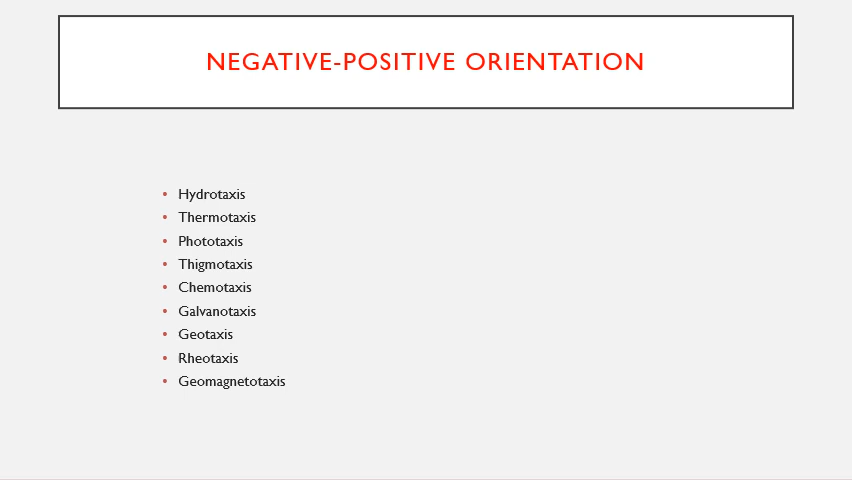 NEGATIVE-POSITIVE ORIENTATION
• Hydrotaxis
• Thermotaxis
• Phototaxis
• Thigmotaxis
• Chemotaxis
• Galvanotaxis
• Geotaxis
• Rheotaxis
• Geomagnetotaxis